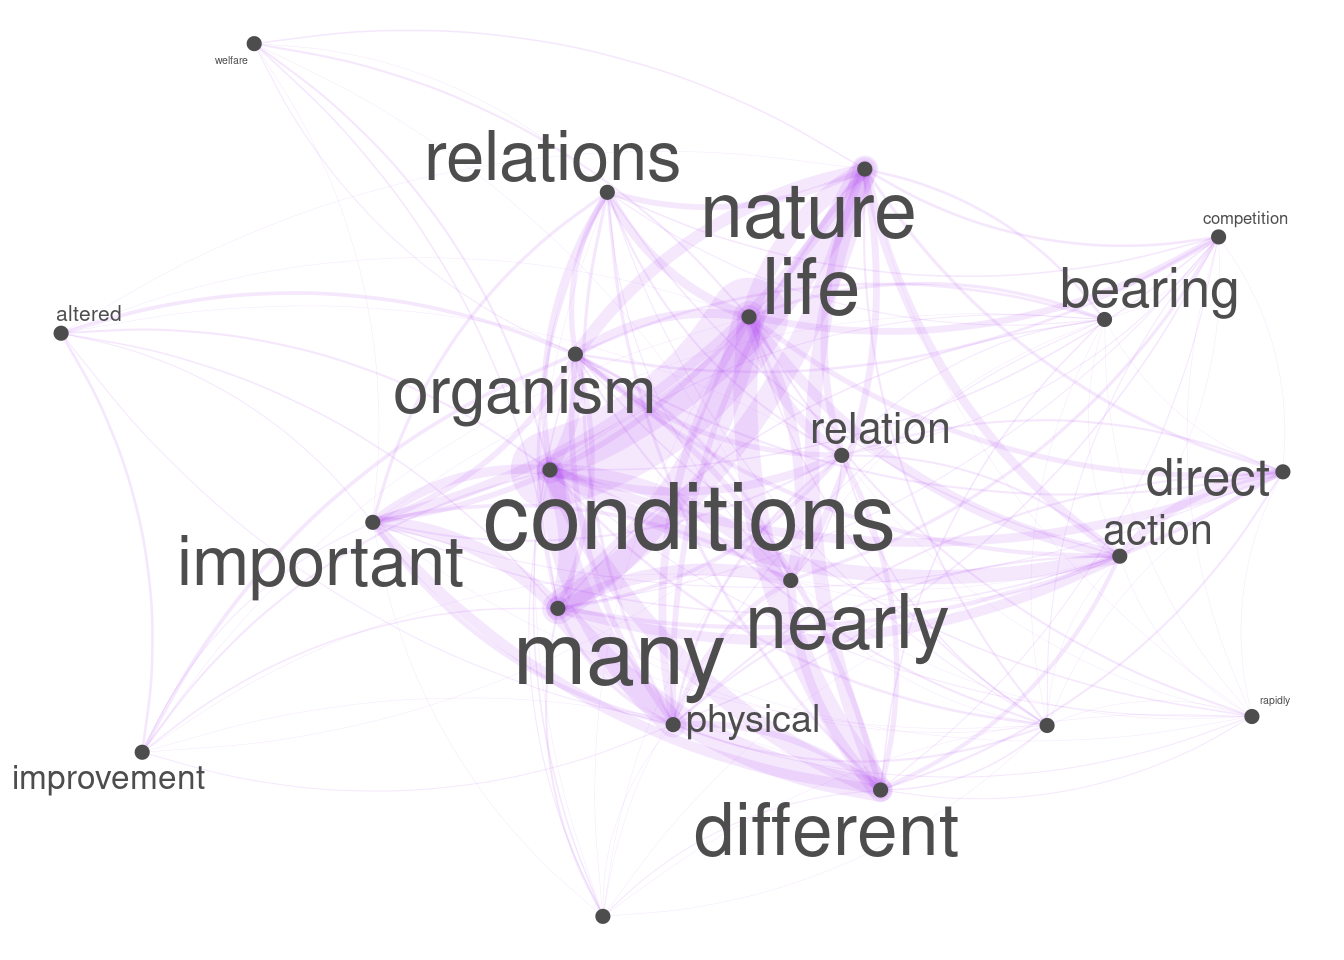 welfare
relations
nature
competition
life
bearing
altered
organism
relation
direct
conditions
action
important
nearly
many
rapidly
physical
improvement
different